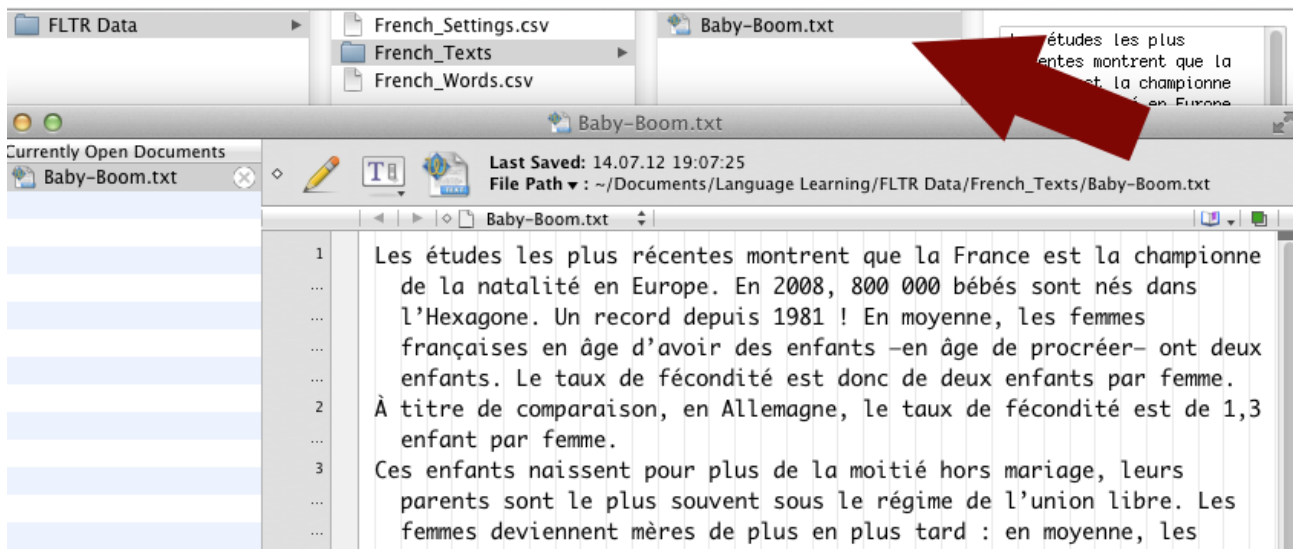 FLTR Data
French_Settings.csv
French_Texts
French_Words.csv
Baby-Boom.txt
études les plus
montrent que la
la championne
en Europe
Baby-Boom.txt
Currently Open Documents
Baby-Boom.txt
Last Saved: 14.07.12 19:07:25
File Path ▾ : ~/Documents/Language Learning/FLTR Data/French_Texts/Baby-Boom.txt
Baby-Boom.txt
1 Les études les plus récentes montrent que la France est la championne
... de la natalité en Europe. En 2008, 800 000 bébés sont nés dans
... l’Hexagone. Un record depuis 1981 ! En moyenne, les femmes
... françaises en âge d’avoir des enfants –en âge de procréer– ont deux
... enfants. Le taux de fécondité est donc de deux enfants par femme.
2 À titre de comparaison, en Allemagne, le taux de fécondité est de 1,3
... enfant par femme.
3 Ces enfants naissent pour plus de la moitié hors mariage, leurs
... parents sont le plus souvent sous le régime de l’union libre. Les
... femmes deviennent mères de plus en plus tard : en moyenne, les